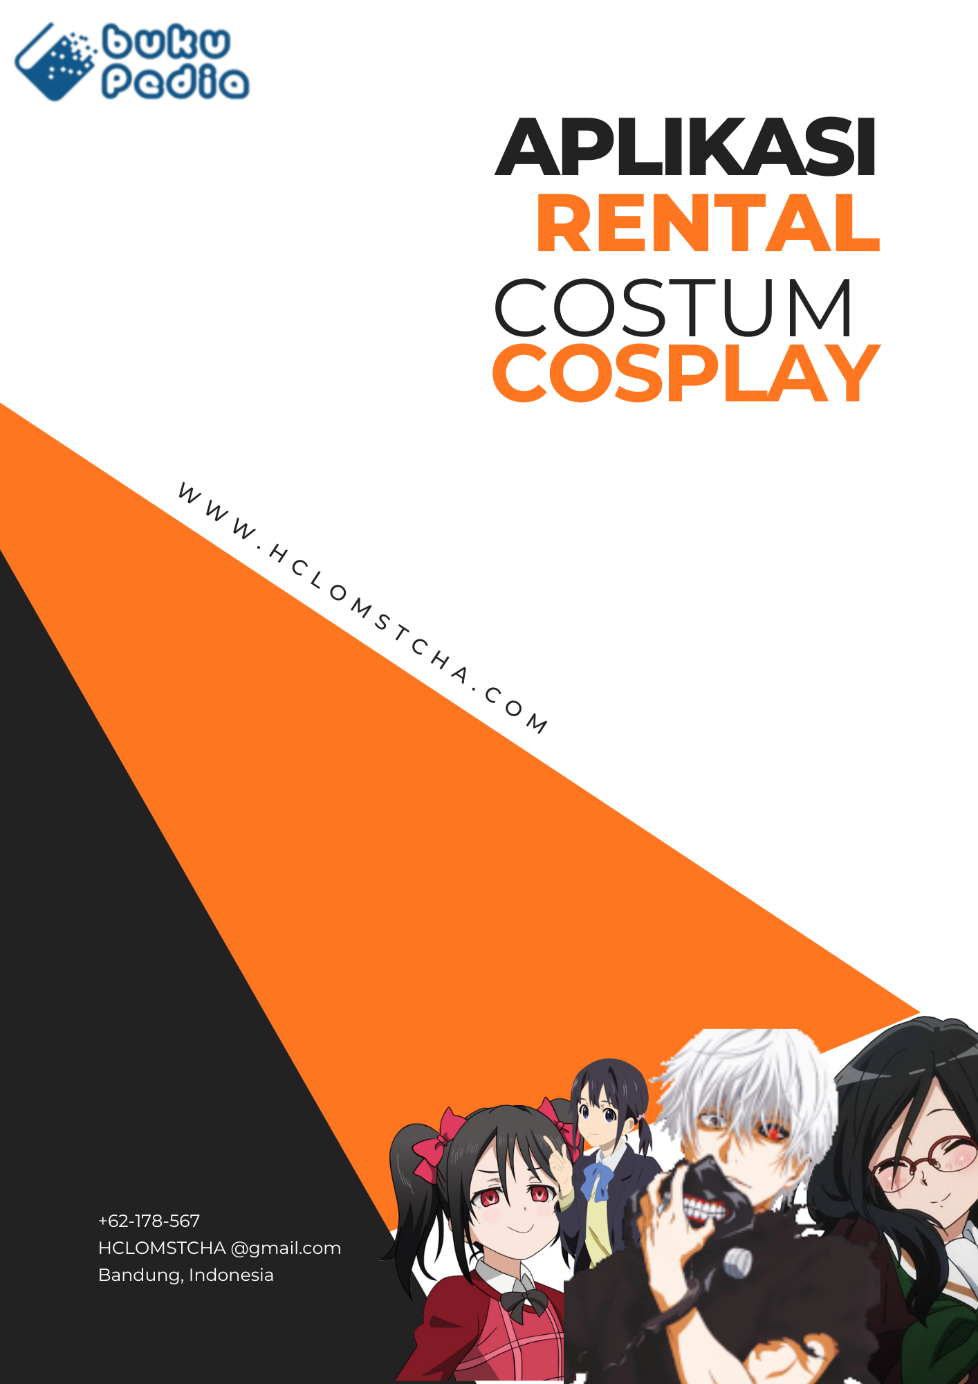 buku
Pedia
APLIKASI
RENTAL
COSTUM
COSPLAY
WWW.HCLOMSTCHA.COM
+62-178-567
HCLOMSTCHA @gmail.com
Bandung, Indonesia